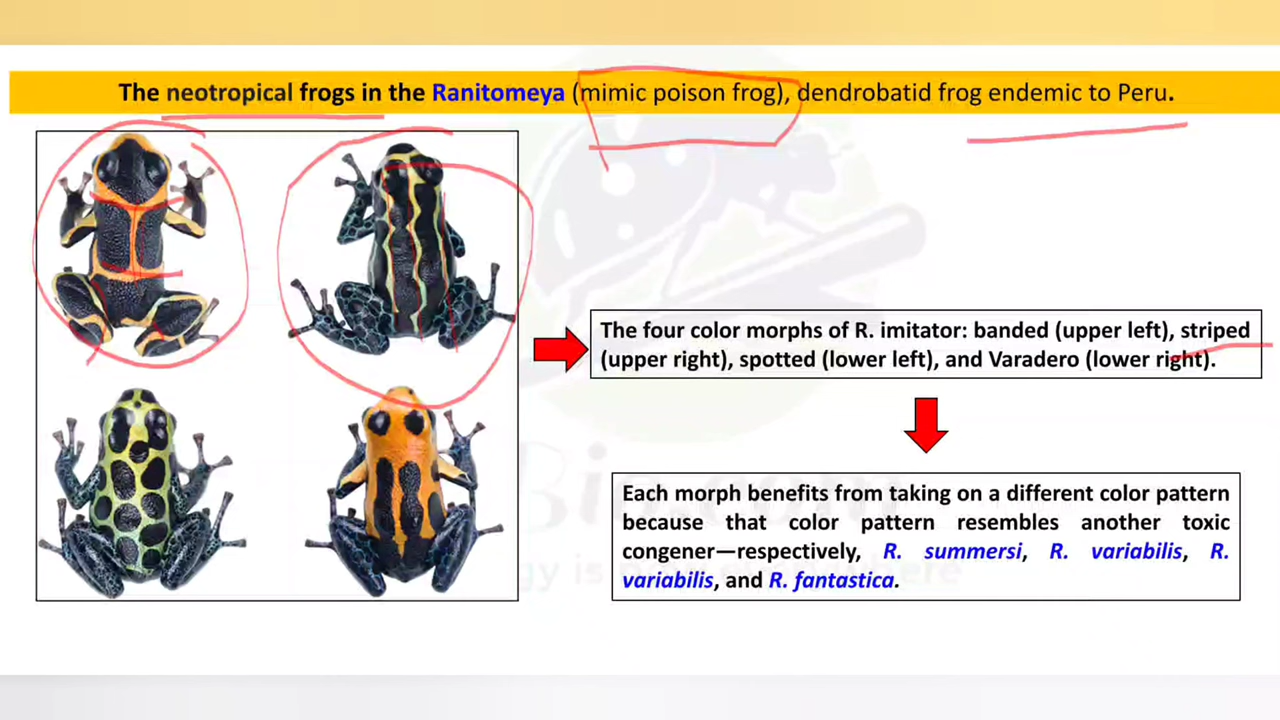 The neotropical frogs in the Ranitomeya (mimic poison frog), dendrobatid frog endemic to Peru.
The four color morphs of R. imitator: banded (upper left), striped
(upper right), spotted (lower left), and Varadero (lower right).
Each morph benefits from taking on a different color pattern
because that color pattern resembles another toxic
congener—respectively, R. summersi, R. variabilis, R.
variabilis, and R. fantastica.